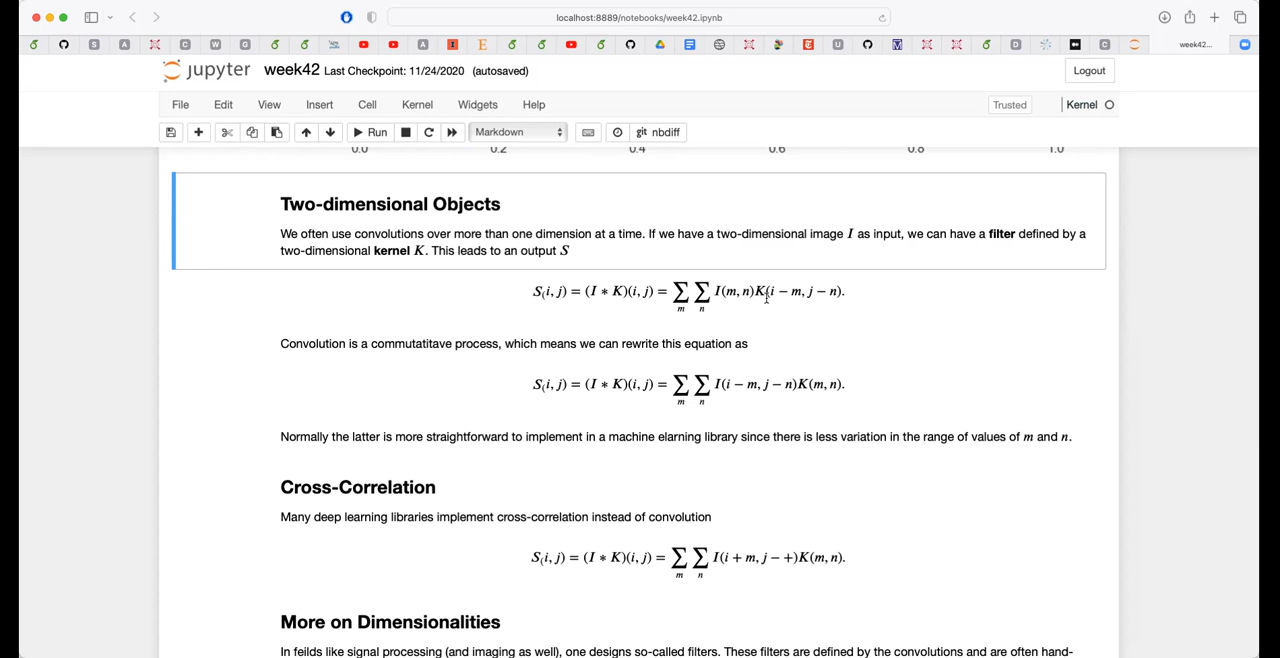 localhost:8889/notebooks/week42.ipynb
S A C W G A I E U M D C week42...
jupyter week42 Last Checkpoint: 11/24/2020 (autosaved) Logout
File Edit View Insert Cell Kernel Widgets Help Trusted Kernel
Run Markdown git nbdiff
0.0 0.2 0.4 0.6 0.8 1.0
Two-dimensional Objects
We often use convolutions over more than one dimension at a time. If we have a two-dimensional image I as input, we can have a filter defined by a
two-dimensional kernel K. This leads to an output S
S₍i, j) = (I ∗ K)(i, j) = ∑ₘ ∑ₙ I(m, n)K(i − m, j − n).
Convolution is a commutatitave process, which means we can rewrite this equation as
S₍i, j) = (I ∗ K)(i, j) = ∑ₘ ∑ₙ I(i − m, j − n)K(m, n).
Normally the latter is more straightforward to implement in a machine elarning library since there is less variation in the range of values of m and n.
Cross-Correlation
Many deep learning libraries implement cross-correlation instead of convolution
S₍i, j) = (I ∗ K)(i, j) = ∑ₘ ∑ₙ I(i + m, j − +)K(m, n).
More on Dimensionalities
In feilds like signal processing (and imaging as well), one designs so-called filters. These filters are defined by the convolutions and are often hand-